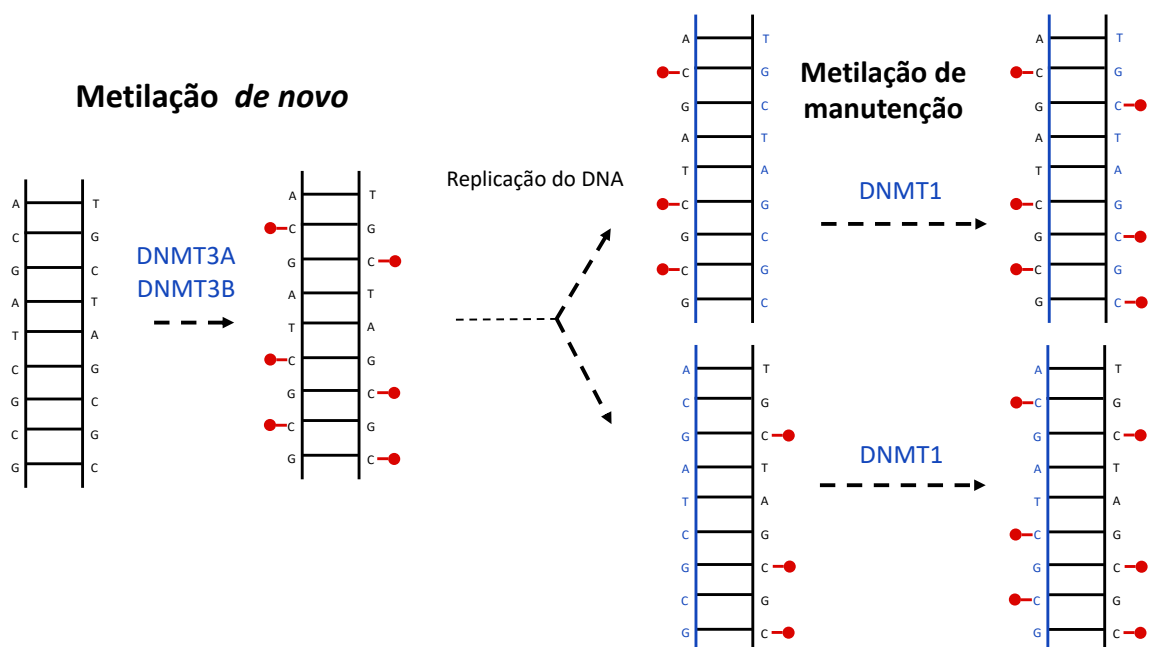 Metilação de novo
A T
C G
G C
A T
T A
C G
G C
C G
G C
DNMT3A
DNMT3B
A T
C G
G C
A T
T A
C G
G C
C G
G C
Replicação do DNA
A T
C G
G C
A T
T A
C G
G C
C G
G C
Metilação de
manutenção
DNMT1
A T
C G
G C
A T
T A
C G
G C
C G
G C
A T
C G
G C
A T
T A
C G
G C
C G
G C
DNMT1
A T
C G
G C
A T
T A
C G
G C
C G
G C